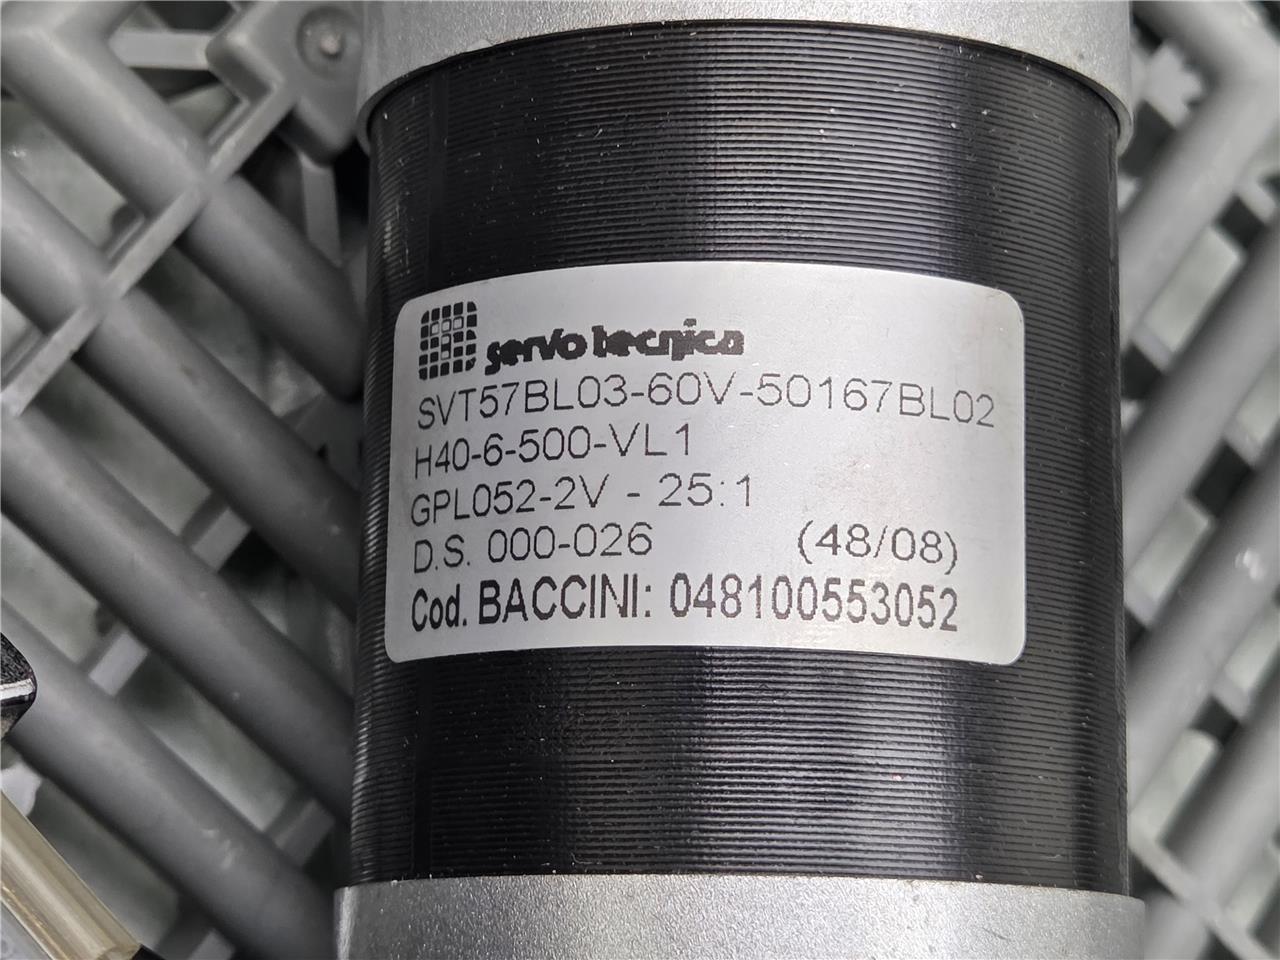 servo tecnica
SVT57BL03-60V-50167BL02
H40-6-500-VL1
GPL052-2V - 25:1
D.S. 000-026 (48/08)
Cod. BACCINI: 048100553052